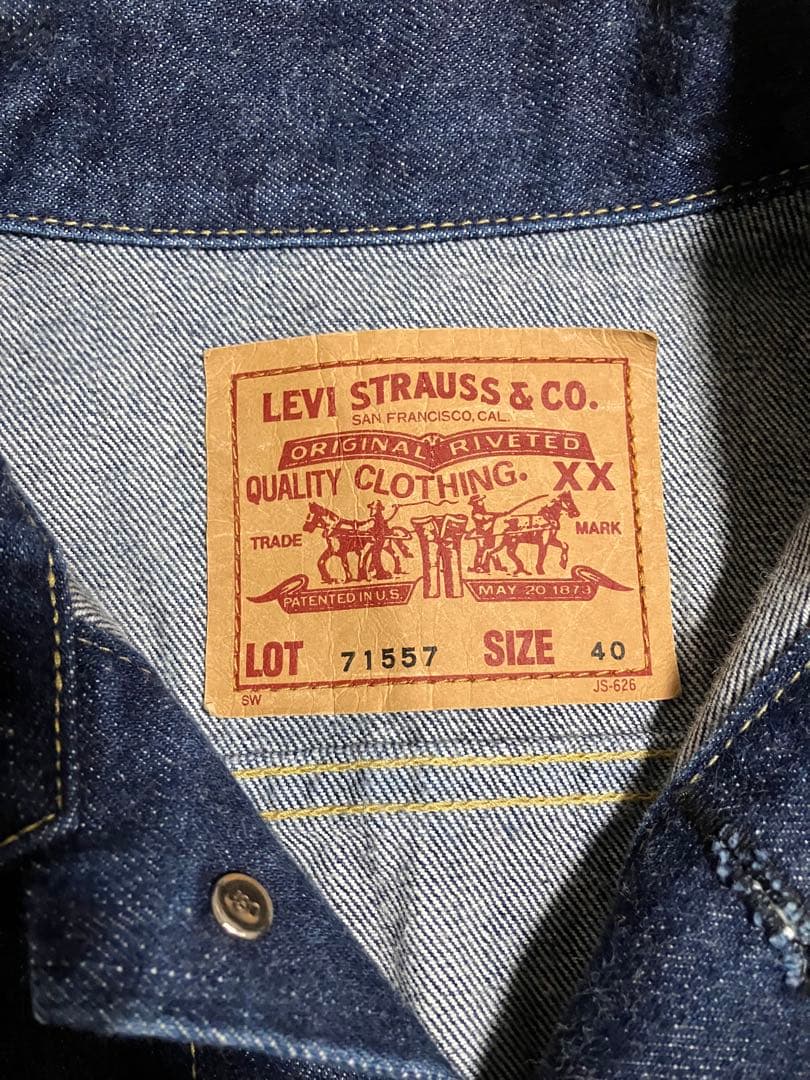 LEVI STRAUSS & CO.
SAN FRANCISCO, CAL.
ORIGINAL RIVETED
QUALITY CLOTHING. XX
TRADE MARK
PATENTED IN U.S. MAY 20 1873
LOT 71557 SIZE 40
SW JS-626